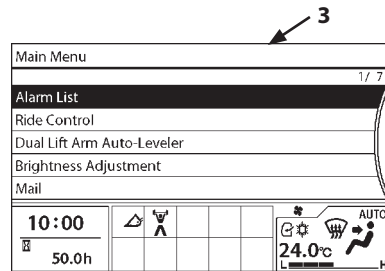 3
Main Menu
1/ 7
Alarm List
Ride Control
Dual Lift Arm Auto-Leveler
Brightness Adjustment
Mail
10:00
50.0h
AUTO
24.0°C
L H